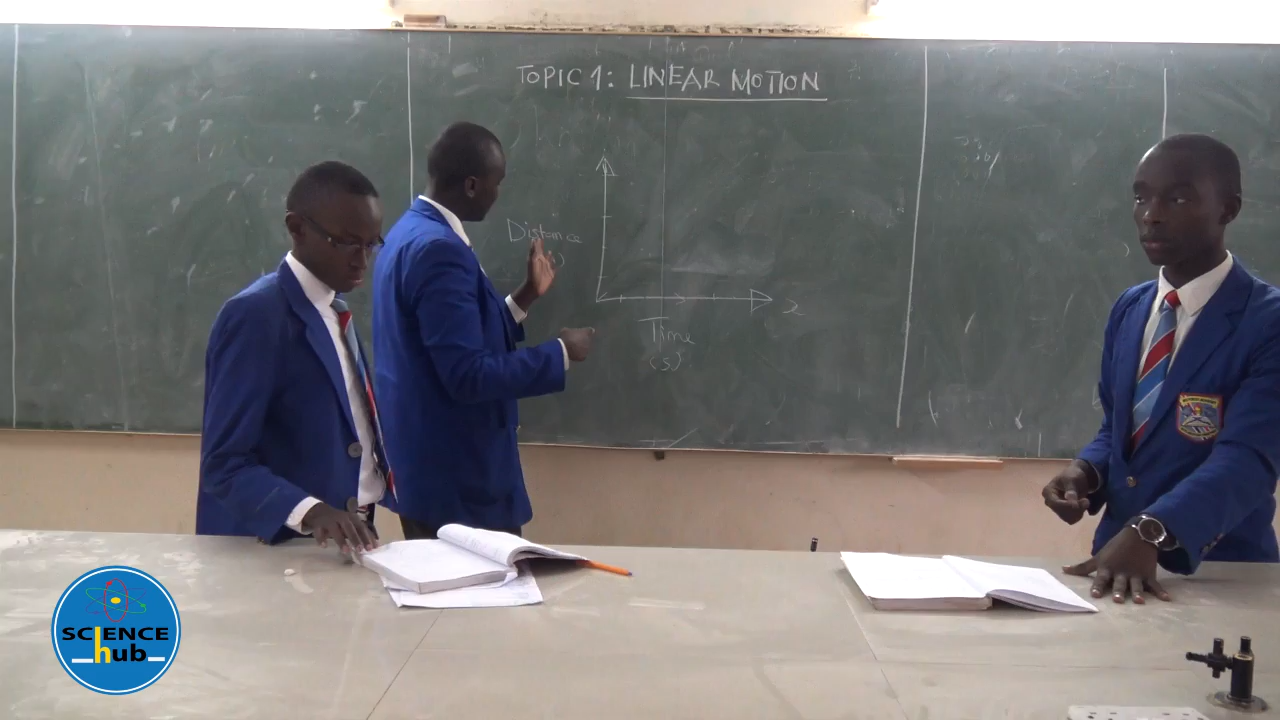 TOPIC 1: LINEAR MOTION
Distance
x
Time
(s)
SCIENCE
hub